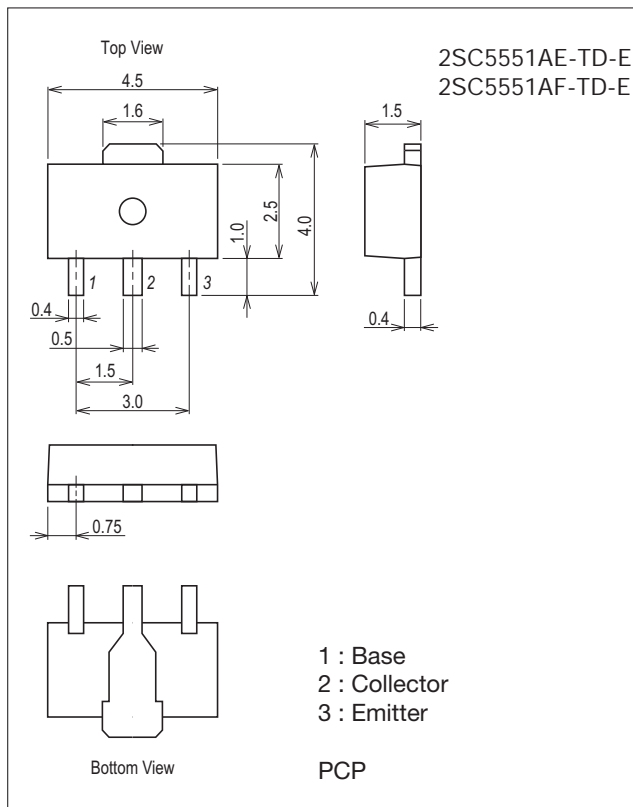 Top View
2SC5551AE-TD-E
2SC5551AF-TD-E
4.5
1.6
1.5
2.5
4.0
1.0
1
2
3
0.4
0.4
0.5
1.5
3.0
0.75
1 : Base
2 : Collector
3 : Emitter
Bottom View
PCP